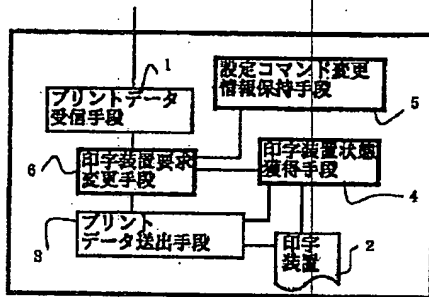 1
プリントデータ
受信手段
設定コマンド変更
情報保持手段
5
6
印字装置要求
変更手段
印字装置状態
獲得手段
4
3
プリント
データ送出手段
印字
装置
2